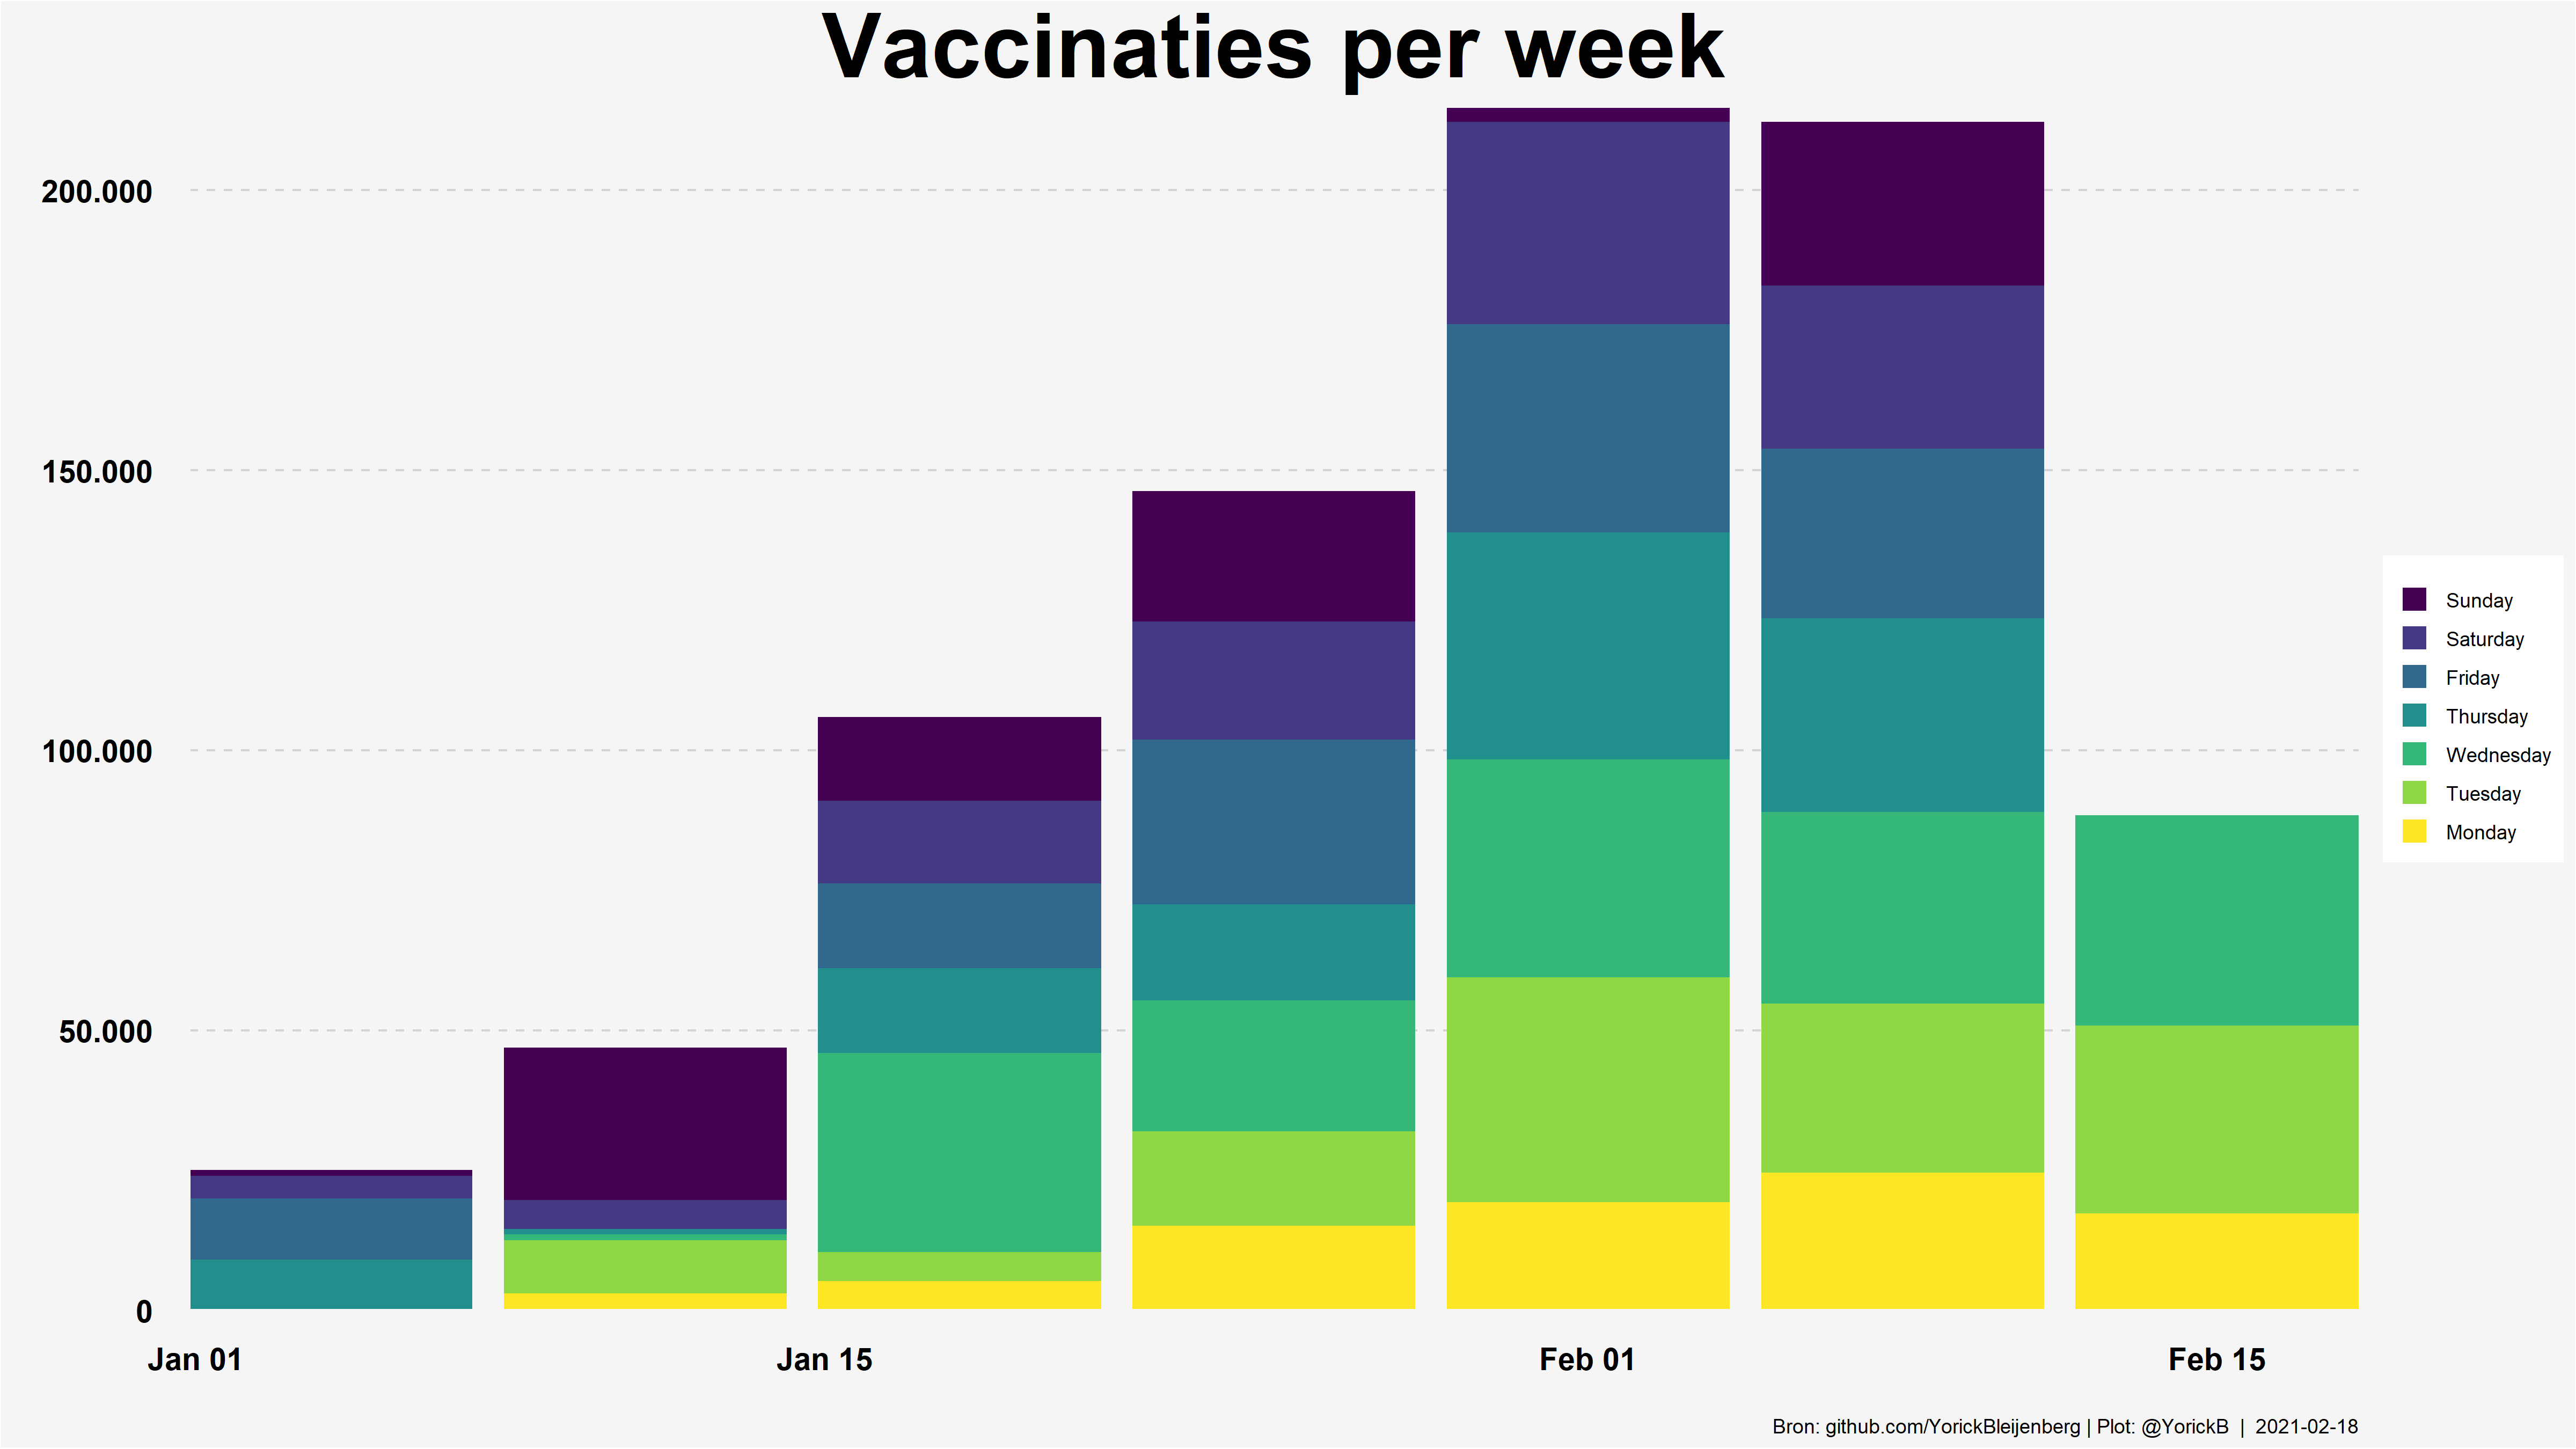 Vaccinaties per week
200.000
150.000
100.000
50.000
0
Jan 01
Jan 15
Feb 01
Feb 15
Sunday
Saturday
Friday
Thursday
Wednesday
Tuesday
Monday
Bron: github.com/YorickBleijenberg | Plot: @YorickB | 2021-02-18